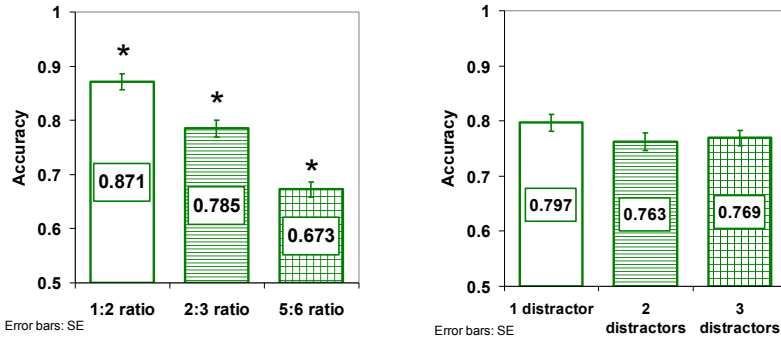 Accuracy
1
0.9
0.8
0.7
0.6
0.5
*
*
*
0.871
0.785
0.673
1:2 ratio
2:3 ratio
5:6 ratio
Error bars: SE
Accuracy
1
0.9
0.8
0.7
0.6
0.5
0.797
0.763
0.769
1 distractor
2
distractors
3
distractors
Error bars: SE